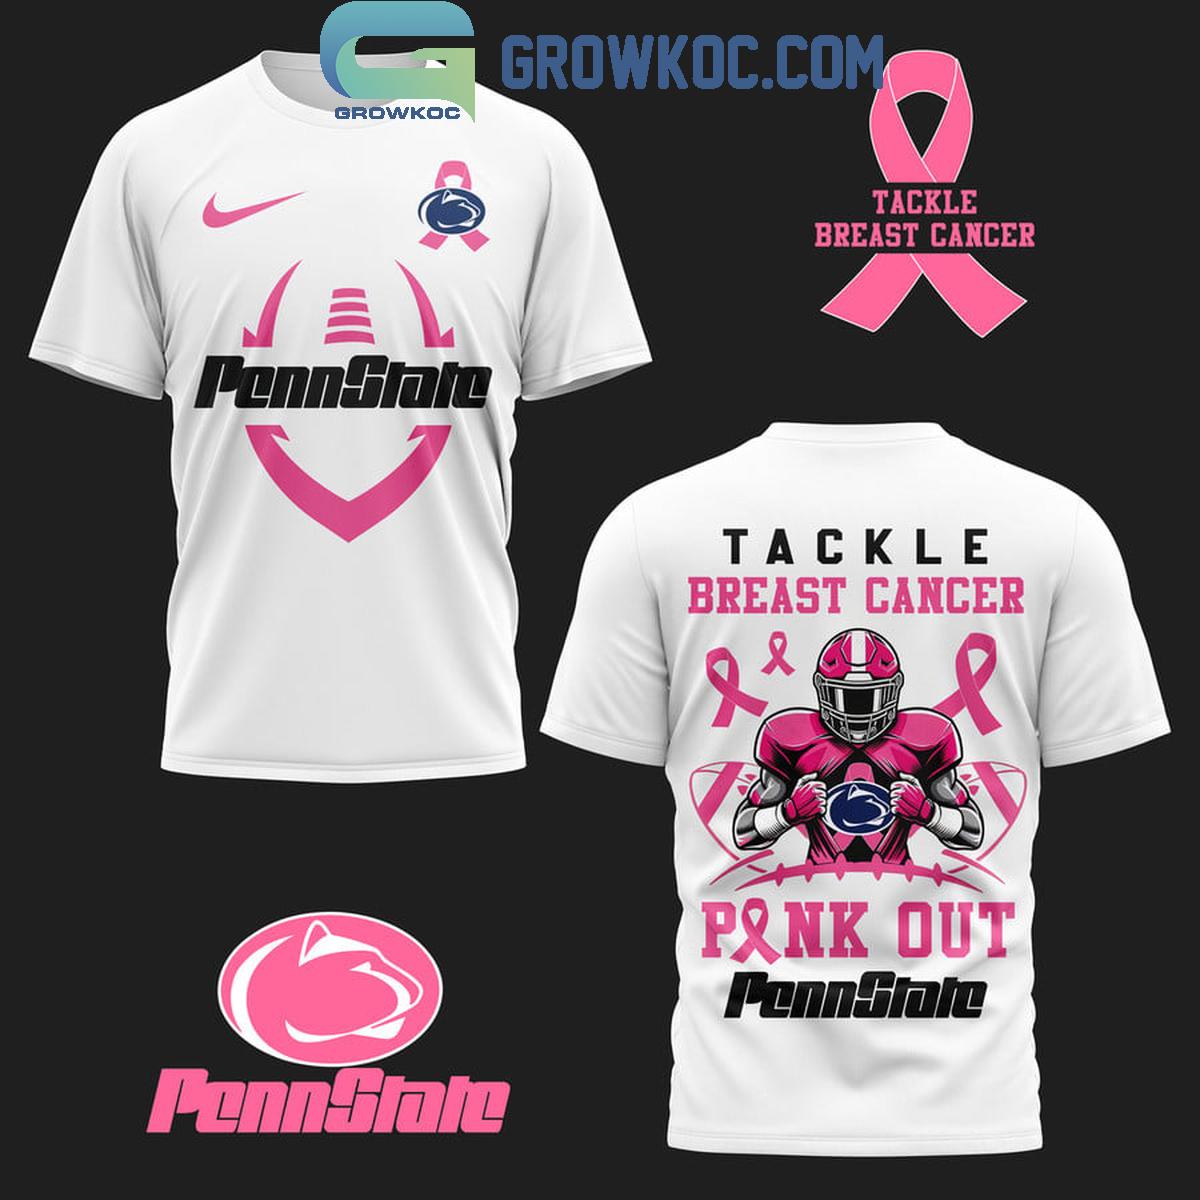 GROWKOC
GROWKOC.COM
TACKLE
BREAST CANCER
PennState
TACKLE
BREAST CANCER
PINK OUT
PennState
PennState